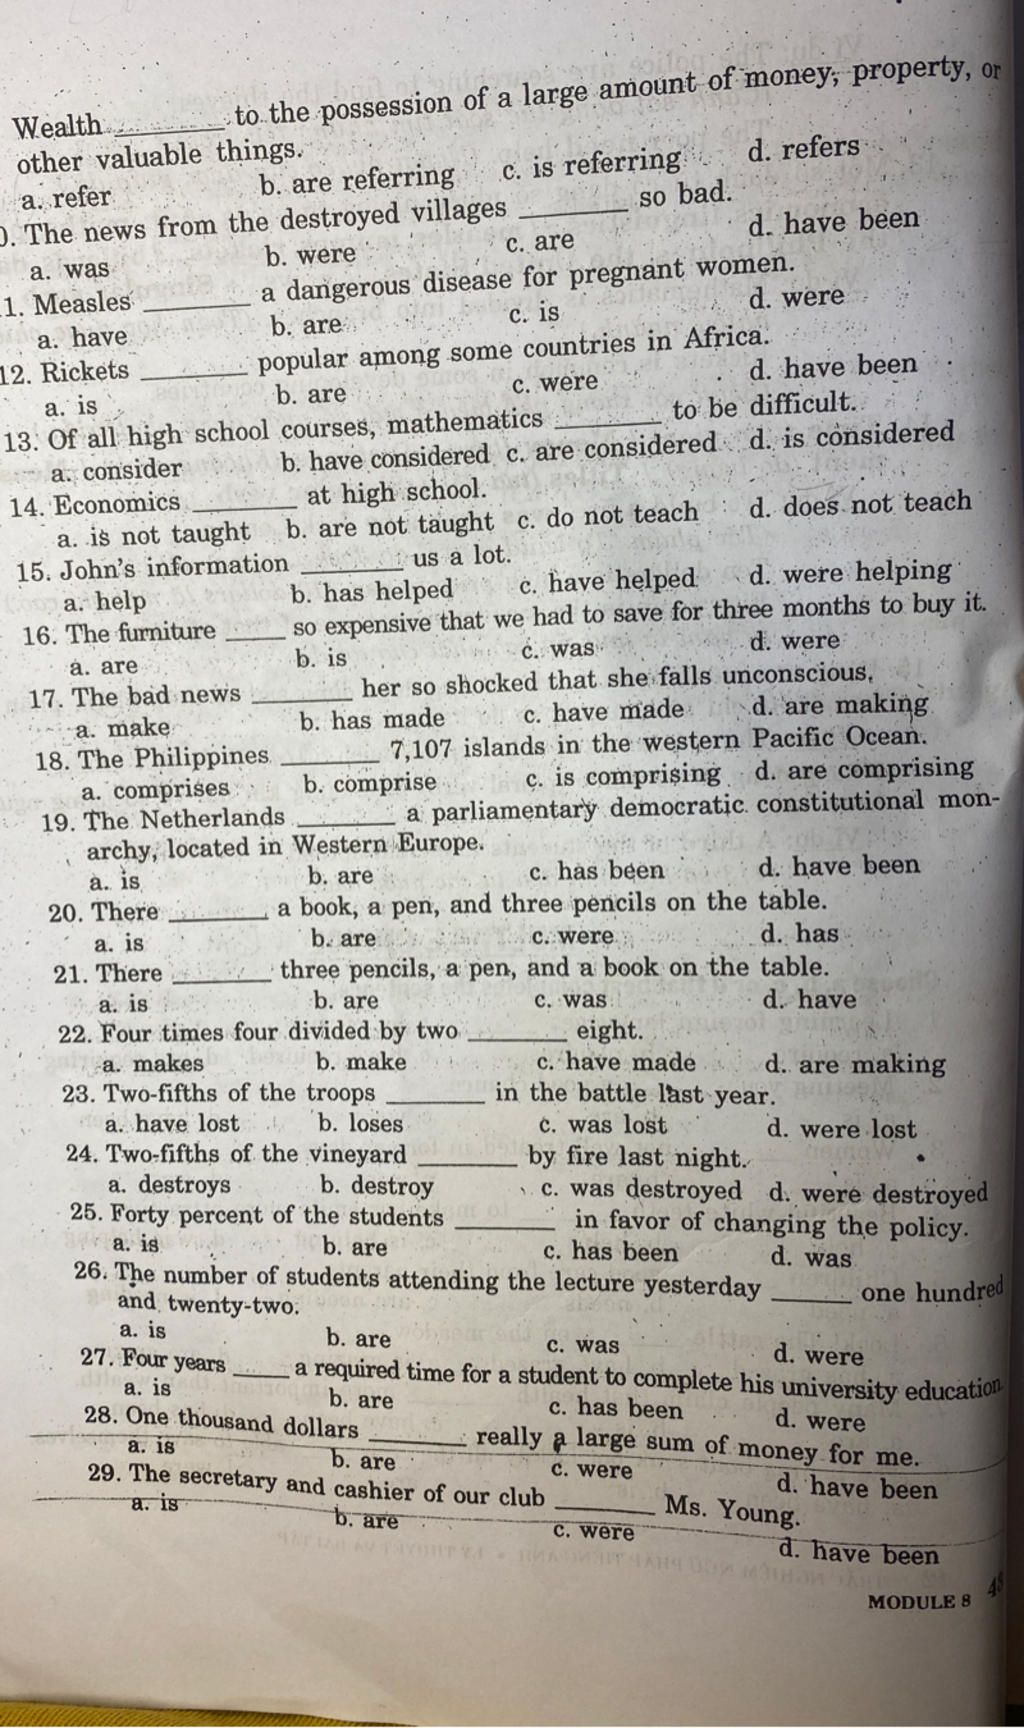 Wealth ________ to the possession of a large amount of money, property, or
other valuable things.
a. refer b. are referring c. is referring d. refers
0. The news from the destroyed villages ________ so bad.
a. was b. were c. are d. have been
1. Measles ________ a dangerous disease for pregnant women.
a. have b. are c. is d. were
12. Rickets ________ popular among some countries in Africa.
a. is b. are c. were d. have been
13. Of all high school courses, mathematics ________ to be difficult.
a. consider b. have considered c. are considered d. is considered
14. Economics ________ at high school.
a. is not taught b. are not taught c. do not teach d. does not teach
15. John's information ________ us a lot.
a. help b. has helped c. have helped d. were helping
16. The furniture _____ so expensive that we had to save for three months to buy it.
a. are b. is c. was d. were
17. The bad news ________ her so shocked that she falls unconscious.
a. make b. has made c. have made d. are making
18. The Philippines ________ 7,107 islands in the western Pacific Ocean.
a. comprises b. comprise c. is comprising d. are comprising
19. The Netherlands ________ a parliamentary democratic constitutional mon-
archy, located in Western Europe.
a. is b. are c. has been d. have been
20. There ________ a book, a pen, and three pencils on the table.
a. is b. are c. were d. has
21. There ________ three pencils, a pen, and a book on the table.
a. is b. are c. was d. have
22. Four times four divided by two ________ eight.
a. makes b. make c. have made d. are making
23. Two-fifths of the troops ________ in the battle last year.
a. have lost b. loses c. was lost d. were lost
24. Two-fifths of the vineyard ________ by fire last night.
a. destroys b. destroy c. was destroyed d. were destroyed
25. Forty percent of the students ________ in favor of changing the policy.
a. is b. are c. has been d. was
26. The number of students attending the lecture yesterday ______ one hundred
and twenty-two.
a. is b. are c. was d. were
27. Four years ____ a required time for a student to complete his university education
a. is b. are c. has been d. were
28. One thousand dollars ________ really a large sum of money for me.
a. is b. are c. were d. have been
29. The secretary and cashier of our club ________ Ms. Young.
a. is b. are c. were d. have been
MODULE 8